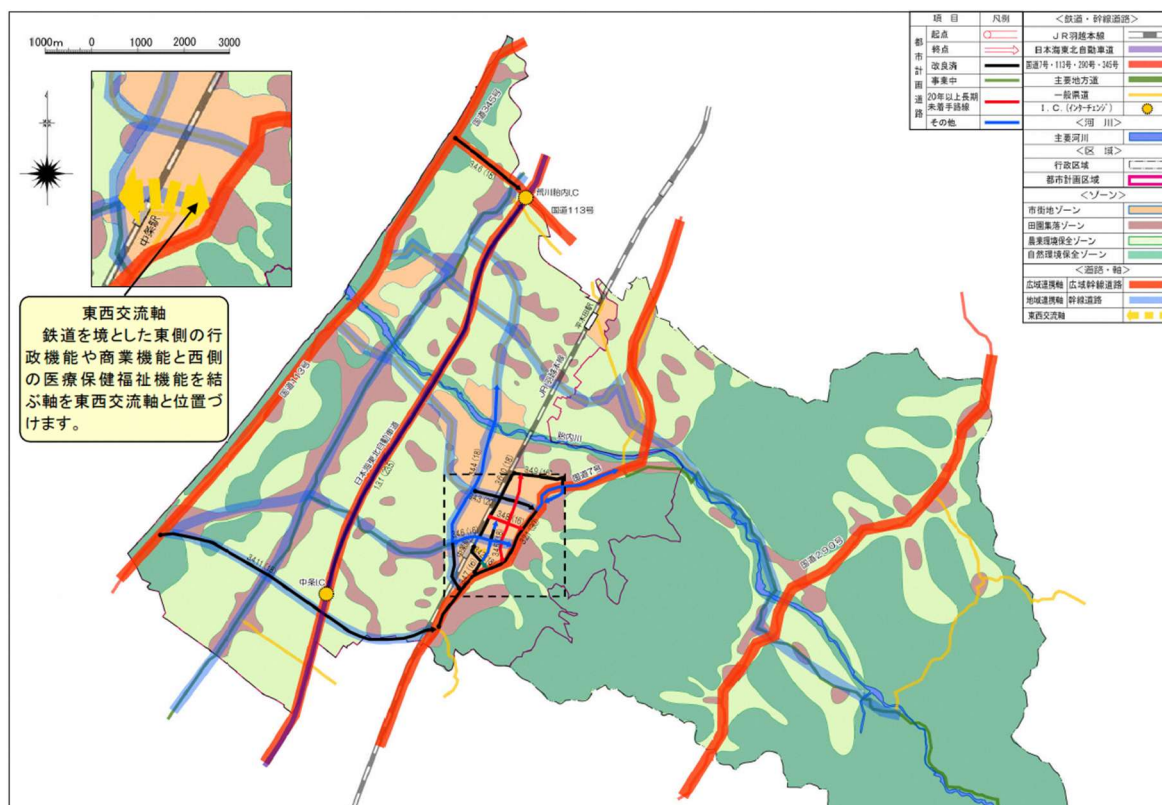 1000m 0 1000 2000 3000
中条駅
東西交流軸
鉄道を境とした東側の行
政機能や商業機能と西側
の医療保健福祉機能を結
ぶ軸を東西交流軸と位置づ
けます。
項目 凡例
都市計画道路
起点
終点
改良済
事業中
20年以上長期
未着手路線
その他
<鉄道・幹線道路>
JR羽越本線
日本海東北自動車道
国道7号・113号・290号・345号
主要地方道
一般県道
I.C.(インターチェンジ)
<河川>
主要河川
<区域>
行政区域
都市計画区域
<ゾーン>
市街地ゾーン
田園集落ゾーン
農業環境保全ゾーン
自然環境保全ゾーン
<道路・軸>
広域連携軸 広域幹線道路
地域連携軸 幹線道路
東西交流軸
国道345号
荒川胎内I.C
国道113号
平木田駅
JR羽越本線
国道113号
日本海東北自動車道
胎内川
国道7号
国道290号
中条I.C